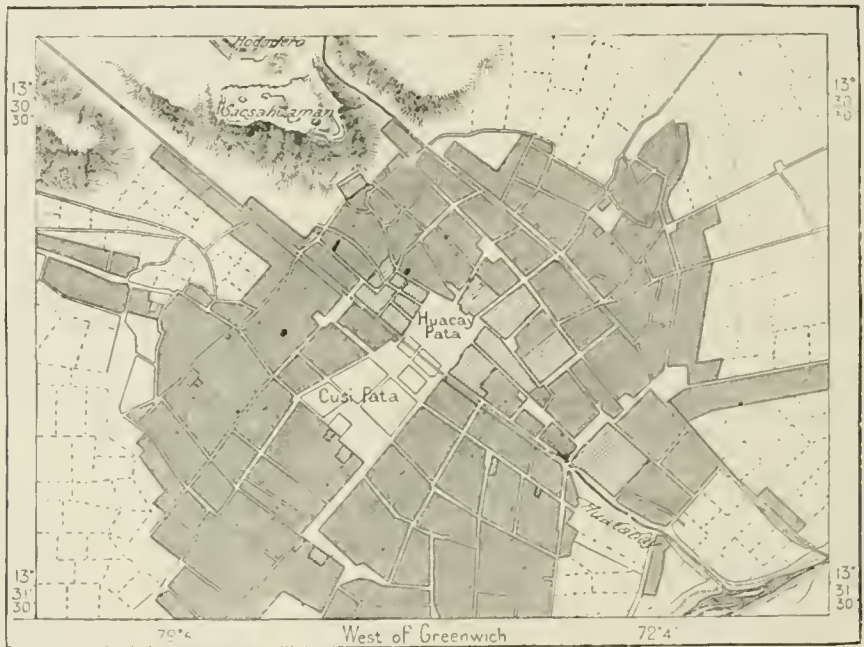 Rodadero
Sacsahuaman
13°
30'
30"
13°
30'
Huacay
Pata
Cusi Pata
Huatanay
13°
31'
30"
13°
31'
30"
West of Greenwich
72°4'